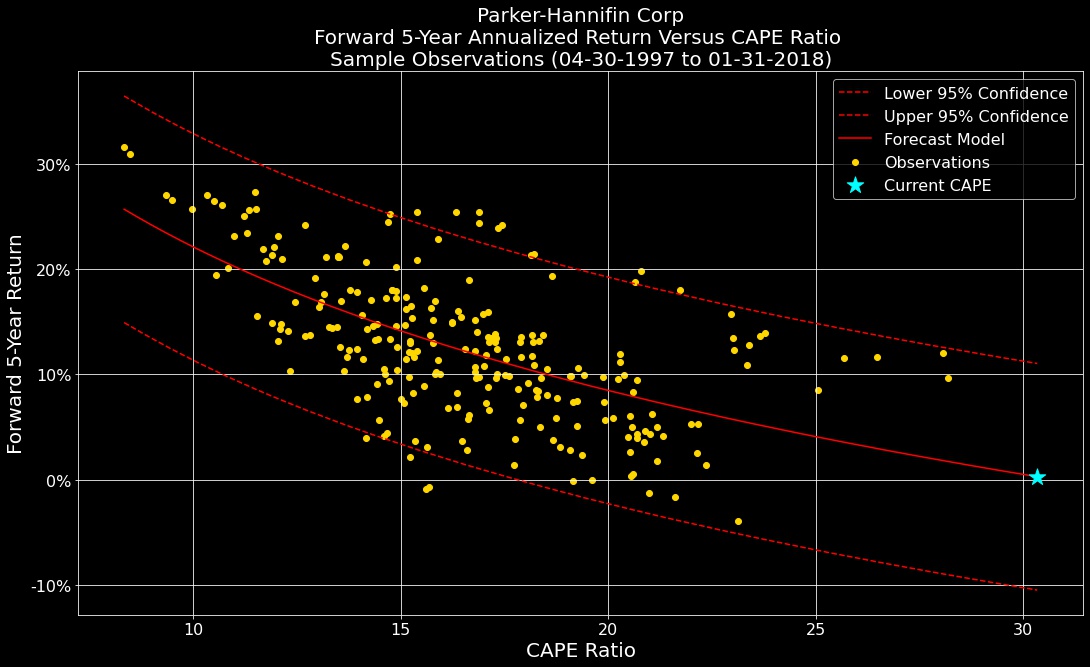 Parker-Hannifin Corp
Forward 5-Year Annualized Return Versus CAPE Ratio
Sample Observations (04-30-1997 to 01-31-2018)
Lower 95% Confidence
Upper 95% Confidence
Forecast Model
Observations
Current CAPE
Forward 5-Year Return
30%
20%
10%
0%
-10%
10
15
20
25
30
CAPE Ratio